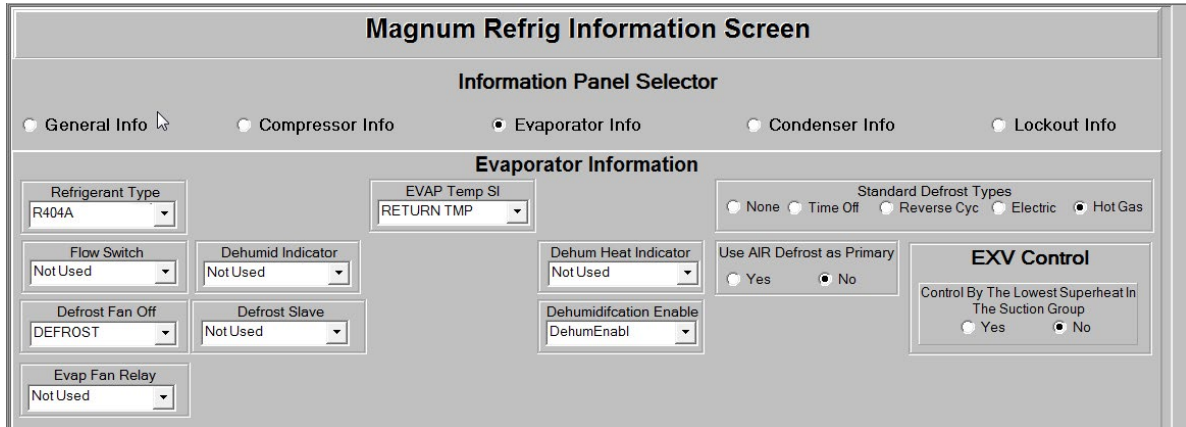 Magnum Refrig Information Screen
Information Panel Selector
General Info Compressor Info Evaporator Info Condenser Info Lockout Info
Evaporator Information
Refrigerant Type
R404A
EVAP Temp SI
RETURN TMP
Standard Defrost Types
None Time Off Reverse Cyc Electric Hot Gas
Flow Switch
Not Used
Dehumid Indicator
Not Used
Dehum Heat Indicator
Not Used
Use AIR Defrost as Primary
Yes No
EXV Control
Control By The Lowest Superheat In
The Suction Group
Yes No
Defrost Fan Off
DEFROST
Defrost Slave
Not Used
Dehumidifcation Enable
DehumEnabl
Evap Fan Relay
Not Used